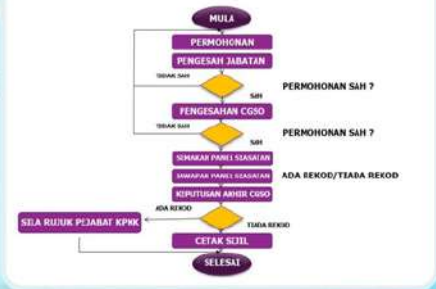 MULA
PERMOHONAN
PENGESAH JABATAN
TIDAK SAH
SAH
PERMOHONAN SAH ?
PENGESAHAN CGSO
TIDAK SAH
SAH
PERMOHONAN SAH ?
SEMAKAN PANEL SIASATAN
JAWAPAN PANEL SIASATAN
ADA REKOD/TIADA REKOD
KEPUTUSAN AKHIR CGSO
ADA REKOD
TIADA REKOD
SILA RUJUK PEJABAT KPKK
CETAK SIJIL
SELESAI